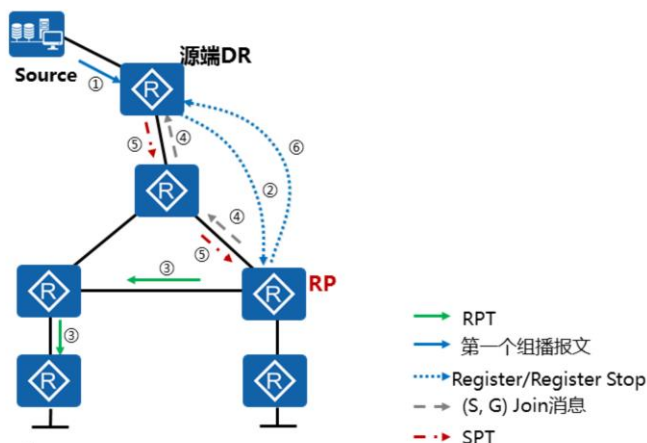 源端DR
Source
①
R
⑤
④
⑥
②
R
④
⑤
③
R
R
RP
③
R
R
RPT
第一个组播报文
Register/Register Stop
(S, G) Join消息
SPT